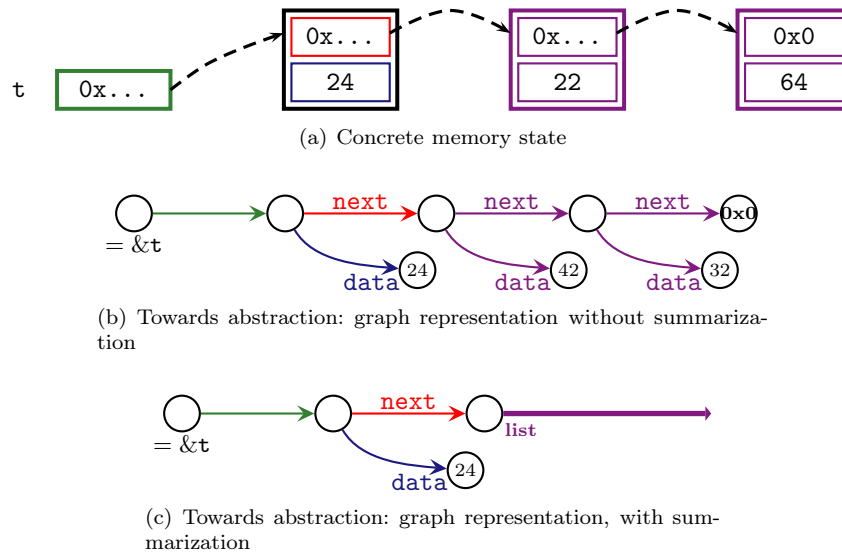 0x... 0x... 0x0
t 0x... 24 22 64
(a) Concrete memory state
next next next 0x0
= &t
data 24 data 42 data 32
(b) Towards abstraction: graph representation without summariza-
tion
next
= &t list
data 24
(c) Towards abstraction: graph representation, with sum-
marization